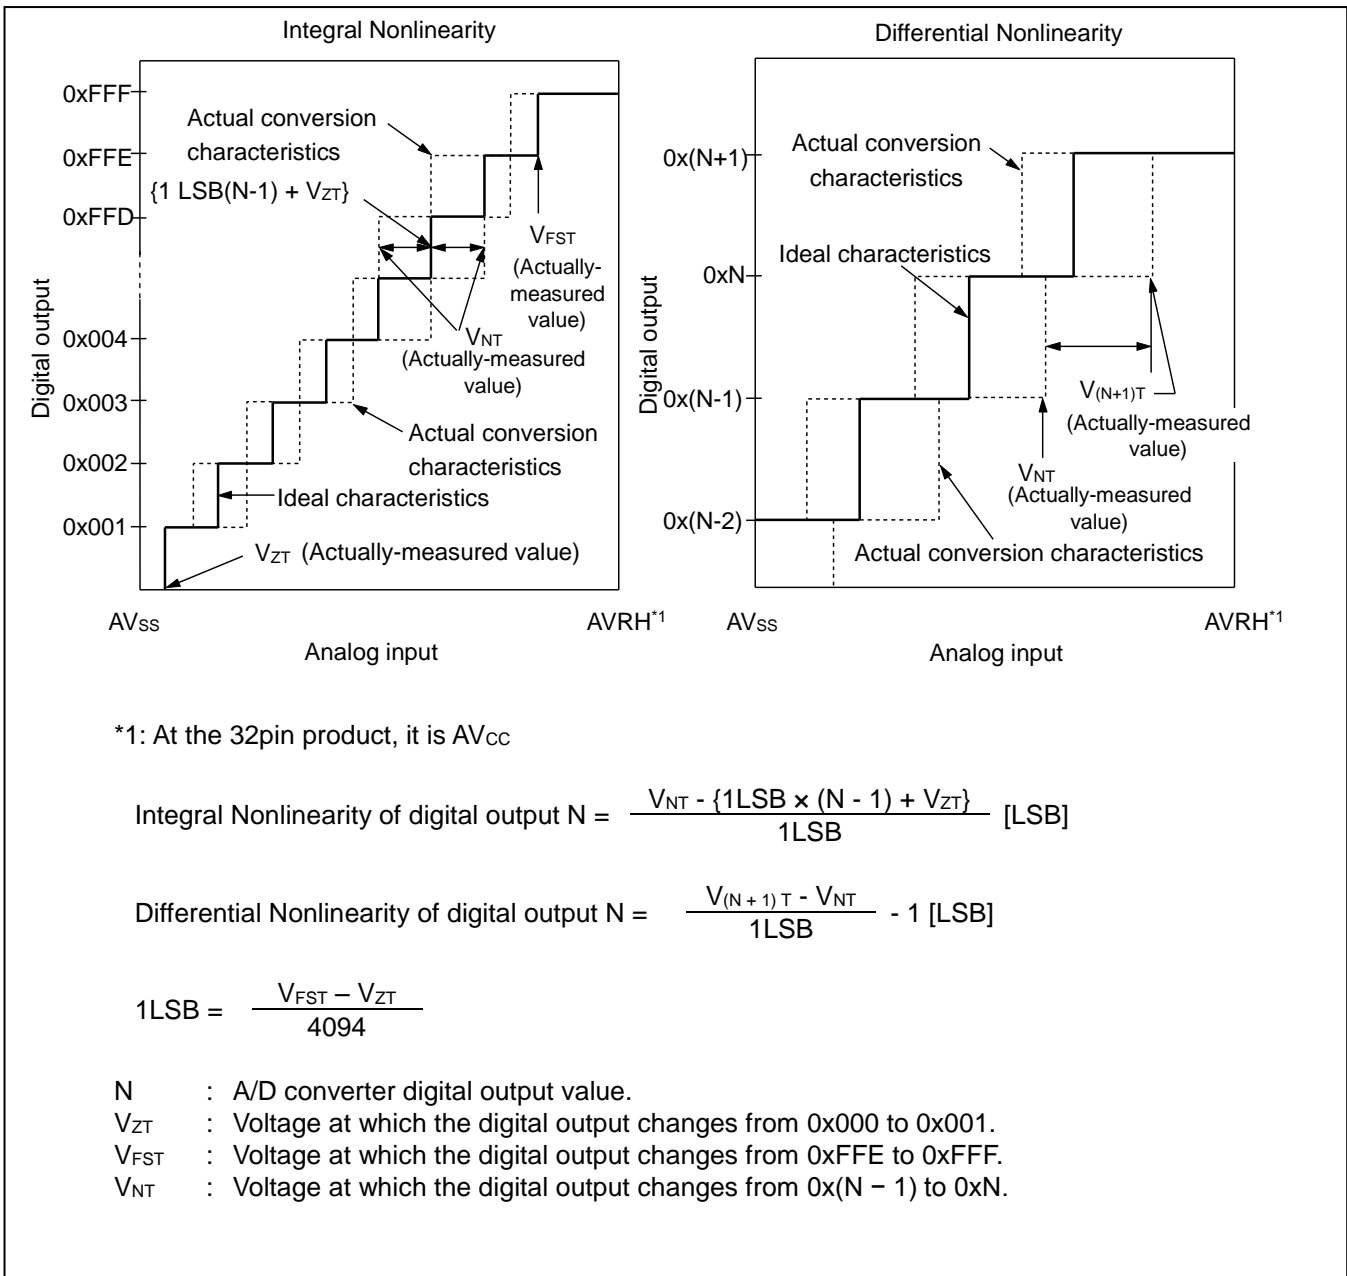 Integral Nonlinearity
0xFFF
0xFFE
0xFFD
0x004
0x003
0x002
0x001
Digital output
Actual conversion
characteristics
{1 LSB(N-1) + VZT}
VFST
(Actually-
measured
value)
VNT
(Actually-measured
value)
Actual conversion
characteristics
Ideal characteristics
VZT (Actually-measured value)
AVSS
AVRH*1
Analog input
Differential Nonlinearity
0x(N+1)
0xN
0x(N-1)
0x(N-2)
Digital output
Actual conversion
characteristics
Ideal characteristics
V(N+1)T
(Actually-measured
value)
VNT
(Actually-measured
value)
Actual conversion characteristics
AVSS
AVRH*1
Analog input
*1: At the 32pin product, it is AVCC
Integral Nonlinearity of digital output N = VNT - {1LSB × (N - 1) + VZT} / 1LSB [LSB]
Differential Nonlinearity of digital output N = V(N + 1) T - VNT / 1LSB - 1 [LSB]
1LSB = VFST – VZT / 4094
N : A/D converter digital output value.
VZT : Voltage at which the digital output changes from 0x000 to 0x001.
VFST : Voltage at which the digital output changes from 0xFFE to 0xFFF.
VNT : Voltage at which the digital output changes from 0x(N − 1) to 0xN.